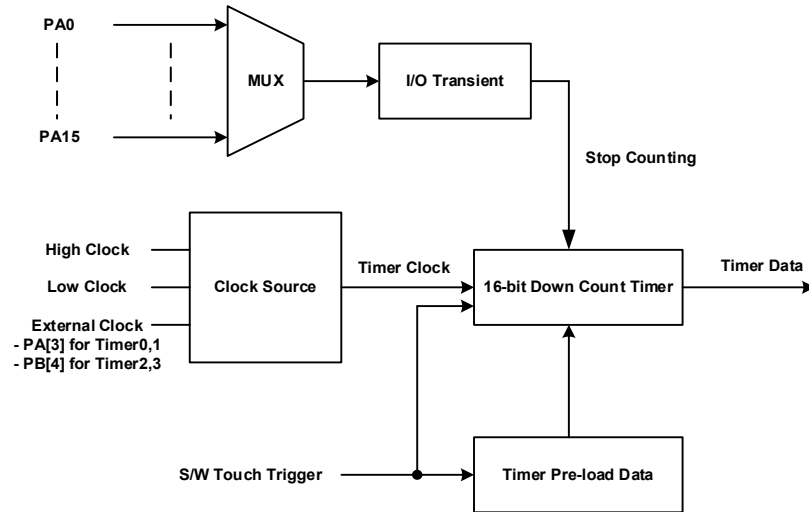 PA0
PA15
MUX
I/O Transient
Stop Counting
High Clock
Low Clock
External Clock
- PA[3] for Timer0,1
- PB[4] for Timer2,3
Clock Source
Timer Clock
16-bit Down Count Timer
Timer Data
S/W Touch Trigger
Timer Pre-load Data